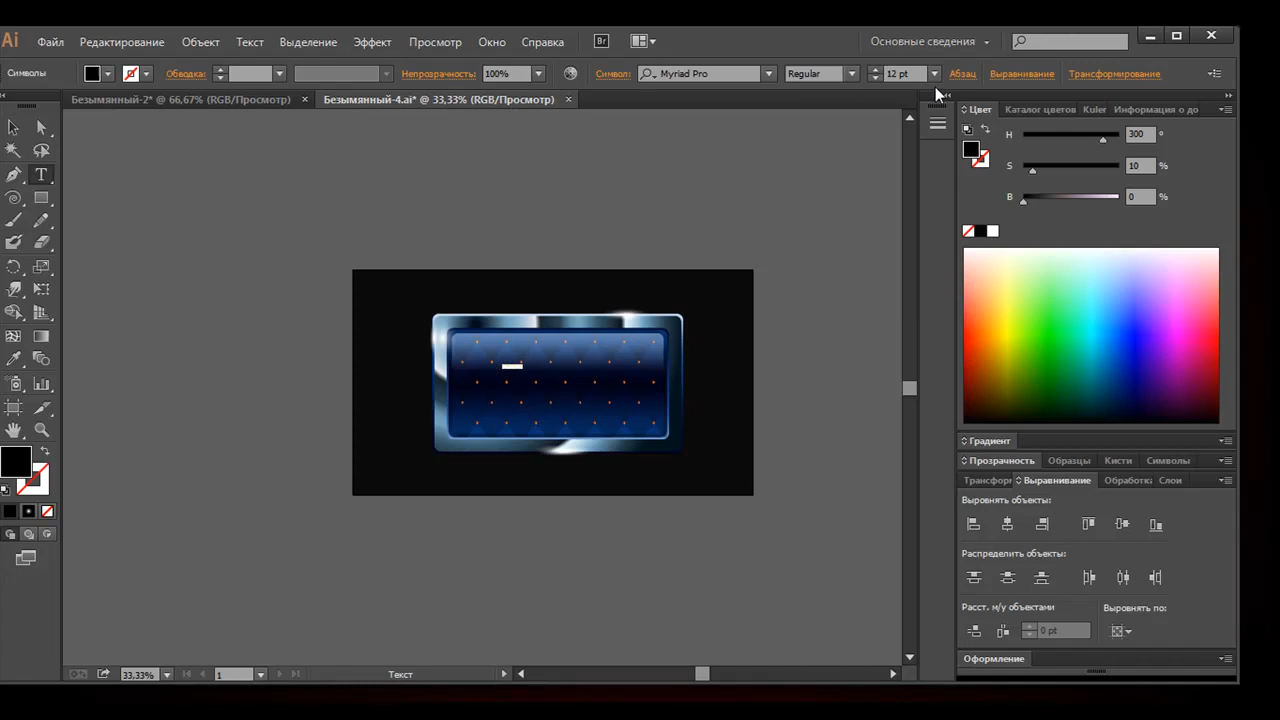 Ai Файл Редактирование Объект Текст Выделение Эффект Просмотр Окно Справка Br Основные сведения
Символы Обводка: Непрозрачность: 100% Символ: Myriad Pro Regular 12 pt Абзац Выравнивание Трансформирование
Безымянный-2* @ 66,67% (RGB/Просмотр) × Безымянный-4.ai* @ 33,33% (RGB/Просмотр) ×
Цвет Каталог цветов Kuler Информация о до
H 300 °
S 10 %
B 0 %
T
Градиент
Прозрачность Образцы Кисти Символы
Трансформ Выравнивание Обработка Слои
Выровнять объекты:
Распределить объекты:
Расст. м/у объектами Выровнять по:
0 pt
Оформление
33,33% 1 Текст